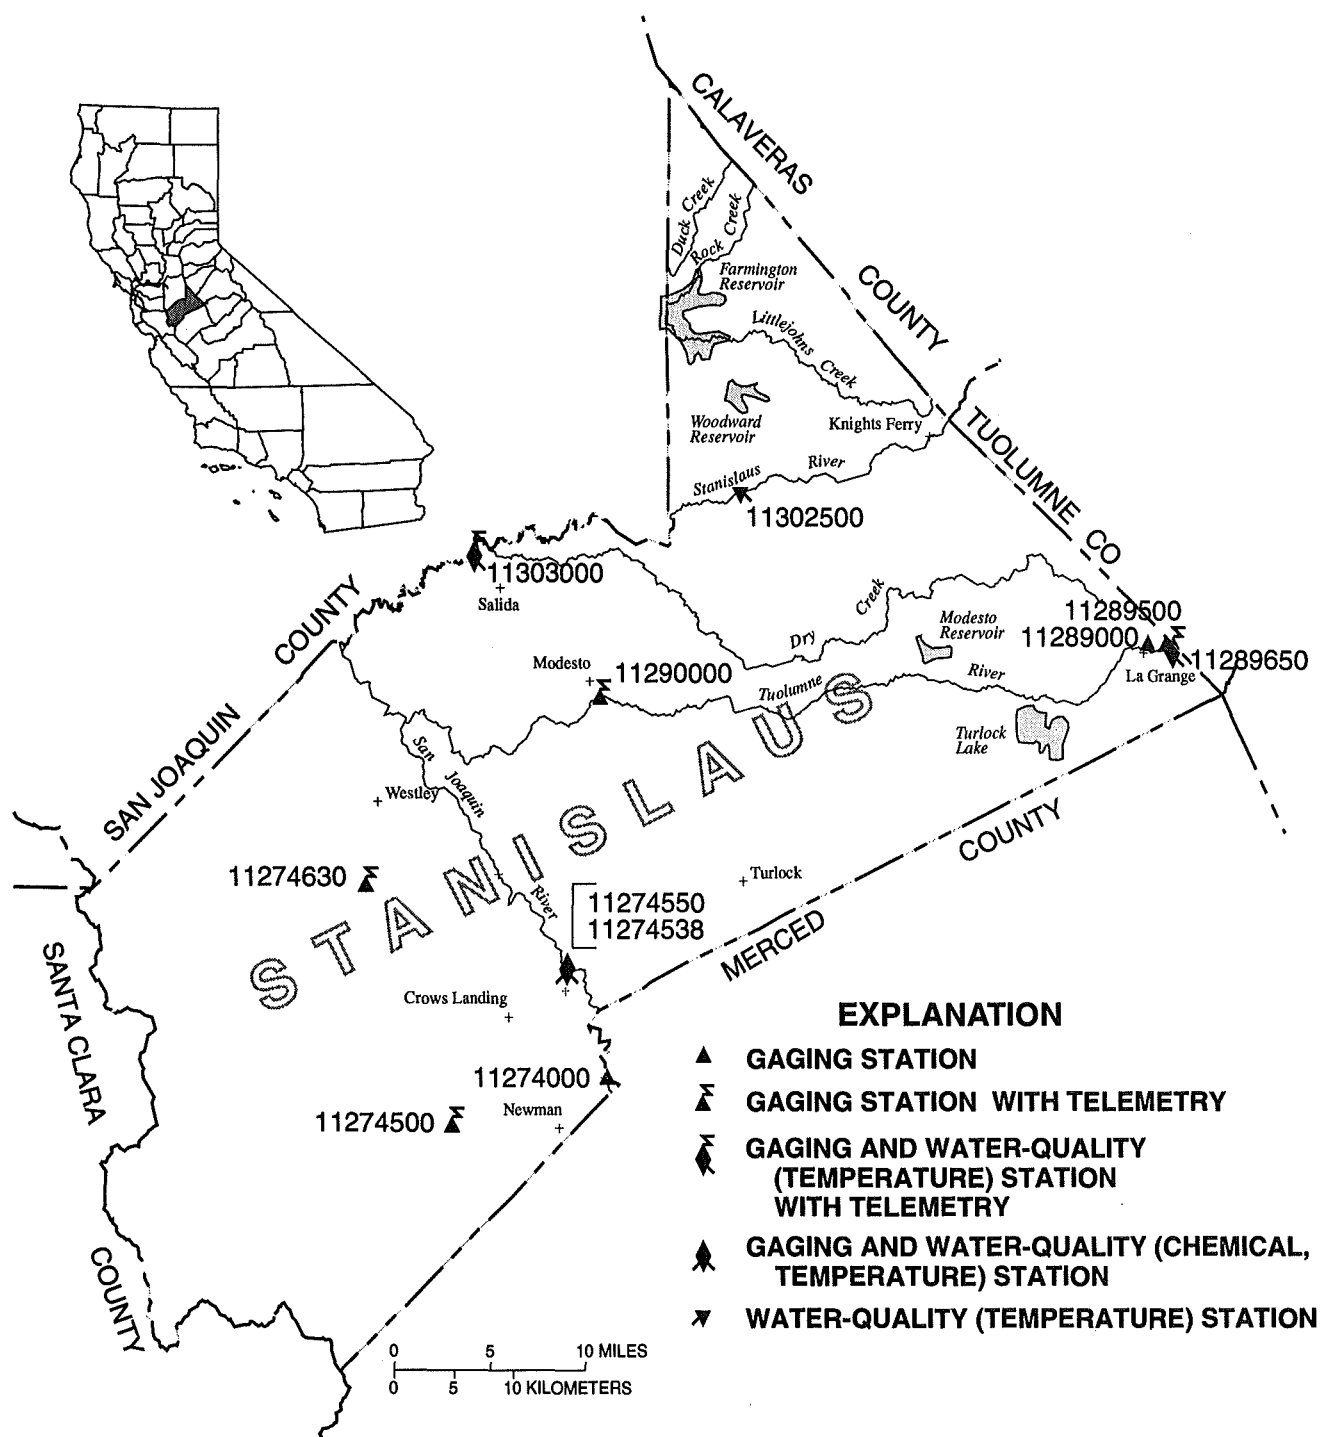 CALAVERAS
COUNTY
Duck Creek
Rock Creek
Farmington
Reservoir
Littlejohns
Creek
Woodward
Reservoir
Knights Ferry
TUOLUMNE CO
Stanislaus
River
11302500
11303000
Salida
SAN JOAQUIN
COUNTY
Dry
Creek
Modesto
Reservoir
11289500
11289000
11289650
La Grange
Modesto
11290000
Tuolumne
River
Turlock
Lake
San
Joaquin
River
Westley
STANISLAUS
11274630
11274550
11274538
Turlock
MERCED
COUNTY
SANTA CLARA
COUNTY
Crows Landing
11274000
Newman
11274500
EXPLANATION
GAGING STATION
GAGING STATION WITH TELEMETRY
GAGING AND WATER-QUALITY
(TEMPERATURE) STATION
WITH TELEMETRY
GAGING AND WATER-QUALITY (CHEMICAL,
TEMPERATURE) STATION
WATER-QUALITY (TEMPERATURE) STATION
0 5 10 MILES
0 5 10 KILOMETERS